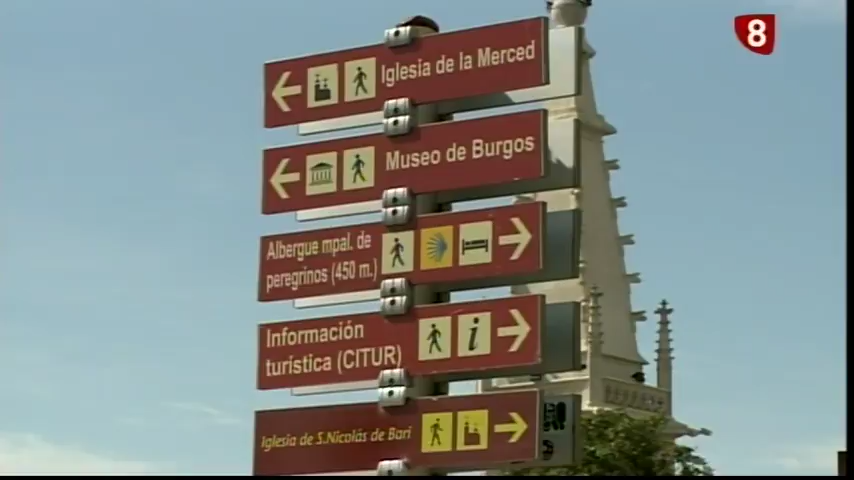 8
Iglesia de la Merced
Museo de Burgos
Albergue mpal. de
peregrinos (450 m.)
Información
i
turística (CITUR)
Iglesia de S.Nicolás de Bari